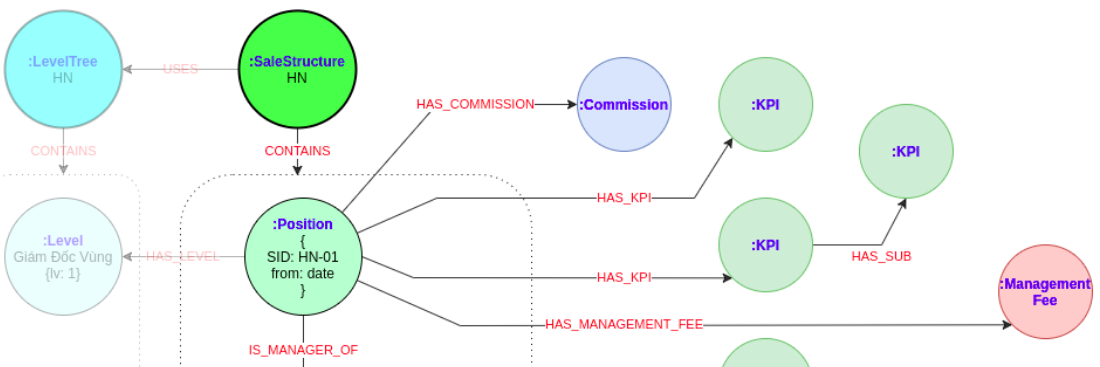 :LevelTree
HN
USES
:SaleStructure
HN
HAS_COMMISSION
:Commission
:KPI
:KPI
CONTAINS
CONTAINS
HAS_KPI
:Level
Giám Đốc Vùng
{lv: 1}
HAS_LEVEL
:Position
{
SID: HN-01
from: date
}
:KPI
HAS_KPI
HAS_SUB
:Management
Fee
HAS_MANAGEMENT_FEE
IS_MANAGER_OF